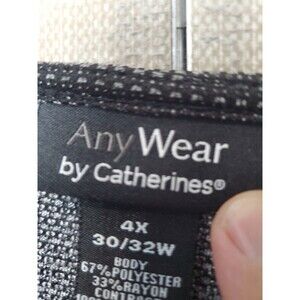 AnyWear
by Catherines®
4X
30/32W
BODY
67%POLYESTER
33%RAYON